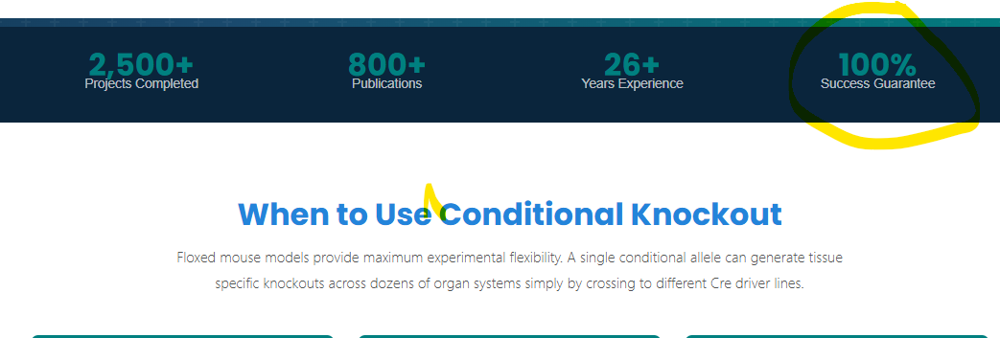 2,500+ 800+ 26+ 100%
Projects Completed Publications Years Experience Success Guarantee
When to Use Conditional Knockout
Floxed mouse models provide maximum experimental flexibility. A single conditional allele can generate tissue
specific knockouts across dozens of organ systems simply by crossing to different Cre driver lines.